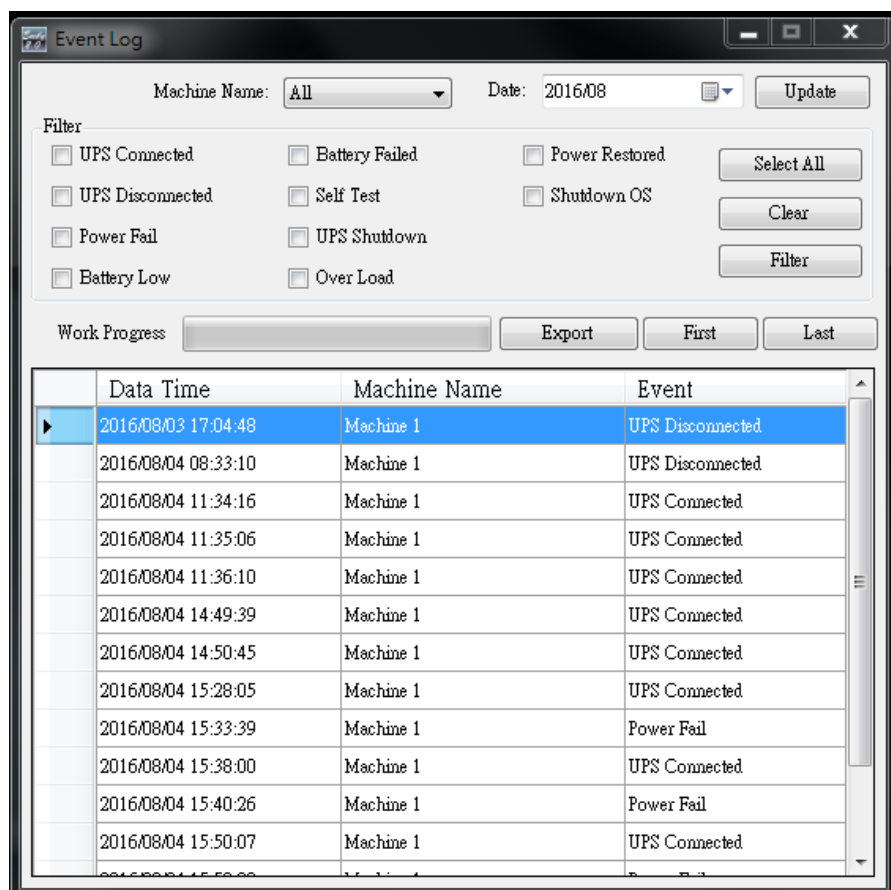 Event Log
Machine Name: All Date: 2016/08 Update
Filter
UPS Connected Battery Failed Power Restored Select All
UPS Disconnected Self Test Shutdown OS Clear
Power Fail UPS Shutdown Filter
Battery Low Over Load
Work Progress Export First Last
Data Time Machine Name Event
2016/08/03 17:04:48 Machine 1 UPS Disconnected
2016/08/04 08:33:10 Machine 1 UPS Disconnected
2016/08/04 11:34:16 Machine 1 UPS Connected
2016/08/04 11:35:06 Machine 1 UPS Connected
2016/08/04 11:36:10 Machine 1 UPS Connected
2016/08/04 14:49:39 Machine 1 UPS Connected
2016/08/04 14:50:45 Machine 1 UPS Connected
2016/08/04 15:28:05 Machine 1 UPS Connected
2016/08/04 15:33:39 Machine 1 Power Fail
2016/08/04 15:38:00 Machine 1 UPS Connected
2016/08/04 15:40:26 Machine 1 Power Fail
2016/08/04 15:50:07 Machine 1 UPS Connected